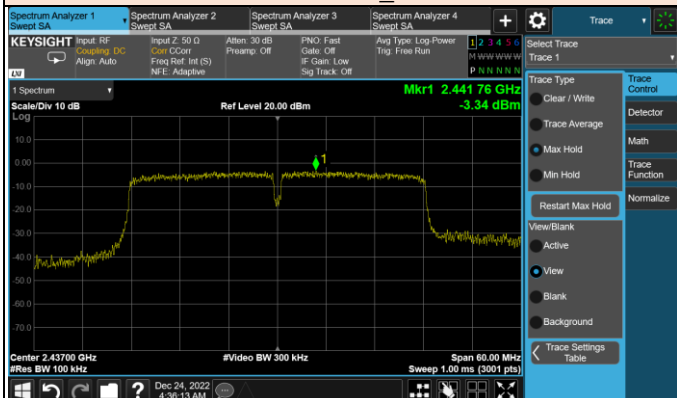 Spectrum Analyzer 1
Swept SA
Spectrum Analyzer 2
Swept SA
Spectrum Analyzer 3
Swept SA
Spectrum Analyzer 4
Swept SA
+
Trace
KEYSIGHT
Input: RF
Coupling: DC
Align: Auto
Input Z: 50 Ω
Corr CCorr
Freq Ref: Int (S)
NFE: Adaptive
Atten: 30 dB
Preamp: Off
PNO: Fast
Gate: Off
IF Gain: Low
Sig Track: Off
Avg Type: Log-Power
Trig: Free Run
1 2 3 4 5 6
M W W W W W
P N N N N N
LXI
Select Trace
Trace 1
1 Spectrum
Mkr1 2.441 76 GHz
Scale/Div 10 dB
Ref Level 20.00 dBm
-3.34 dBm
Log
10.0
0.00
-10.0
-20.0
-30.0
-40.0
-50.0
-60.0
-70.0
1
Center 2.43700 GHz
#Video BW 300 kHz
Span 60.00 MHz
#Res BW 100 kHz
Sweep 1.00 ms (3001 pts)
Trace Type
Clear / Write
Trace Average
Max Hold
Min Hold
Restart Max Hold
View/Blank
Active
View
Blank
Background
Trace Settings
Table
Trace
Control
Detector
Math
Trace
Function
Normalize
?
Dec 24, 2022
4:36:13 AM